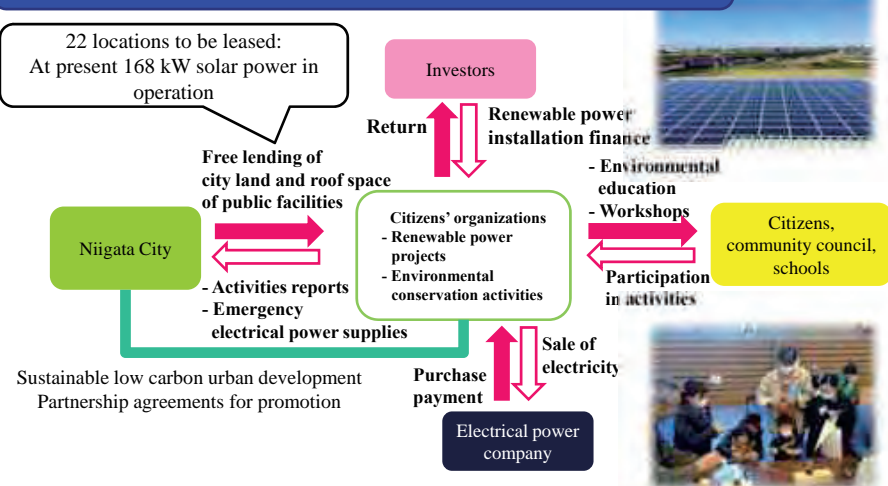 22 locations to be leased:
At present 168 kW solar power in
operation
Investors
Return
Renewable power
installation finance
Free lending of
city land and roof space
of public facilities
- Environmental
education
- Workshops
Niigata City
Citizens’ organizations
- Renewable power
projects
- Environmental
conservation activities
Citizens,
community council,
schools
- Activities reports
- Emergency
electrical power supplies
Participation
in activities
Sustainable low carbon urban development
Partnership agreements for promotion
Purchase
payment
Sale of
electricity
Electrical power
company